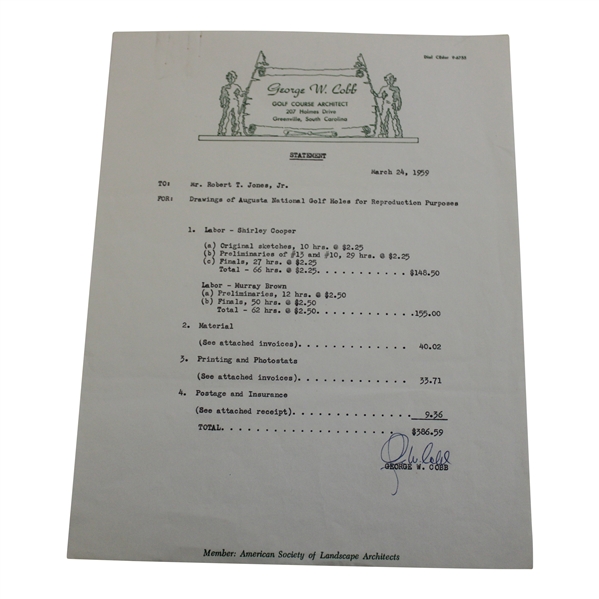 Dial CEdar 9-6785
George W. Cobb
GOLF COURSE ARCHITECT
207 Holmes Drive
Greenville, South Carolina
STATEMENT
March 24, 1959
TO: Mr. Robert T. Jones, Jr.
FOR: Drawings of Augusta National Golf Holes for Reproduction Purposes
1. Labor - Shirley Cooper
(a) Original sketches, 10 hrs. @ $2.25
(b) Preliminaries of #13 and #10, 29 hrs. @ $2.25
(c) Finals, 27 hrs. @ $2.25
Total - 66 hrs @ $2.25. . . . . . . . . . . . $148.50
Labor - Murray Brown
(a) Preliminaries, 12 hrs. @ $2.50
(b) Finals, 50 hrs. @ $2.50
Total - 62 hrs. @ $2.50. . . . . . . . . . . . .155.00
2. Material
(See attached invoices). . . . . . . . . . . . . . 40.02
3. Printing and Photostats
(See attached invoices). . . . . . . . . . . . . . 33.71
4. Postage and Insurance
(See attached receipt). . . . . . . . . . . . . . . 9.36
TOTAL. . . . . . . . . . . . . . . . . . . . . $386.59
G. W. Cobb
GEORGE W. COBB
Member: American Society of Landscape Architects